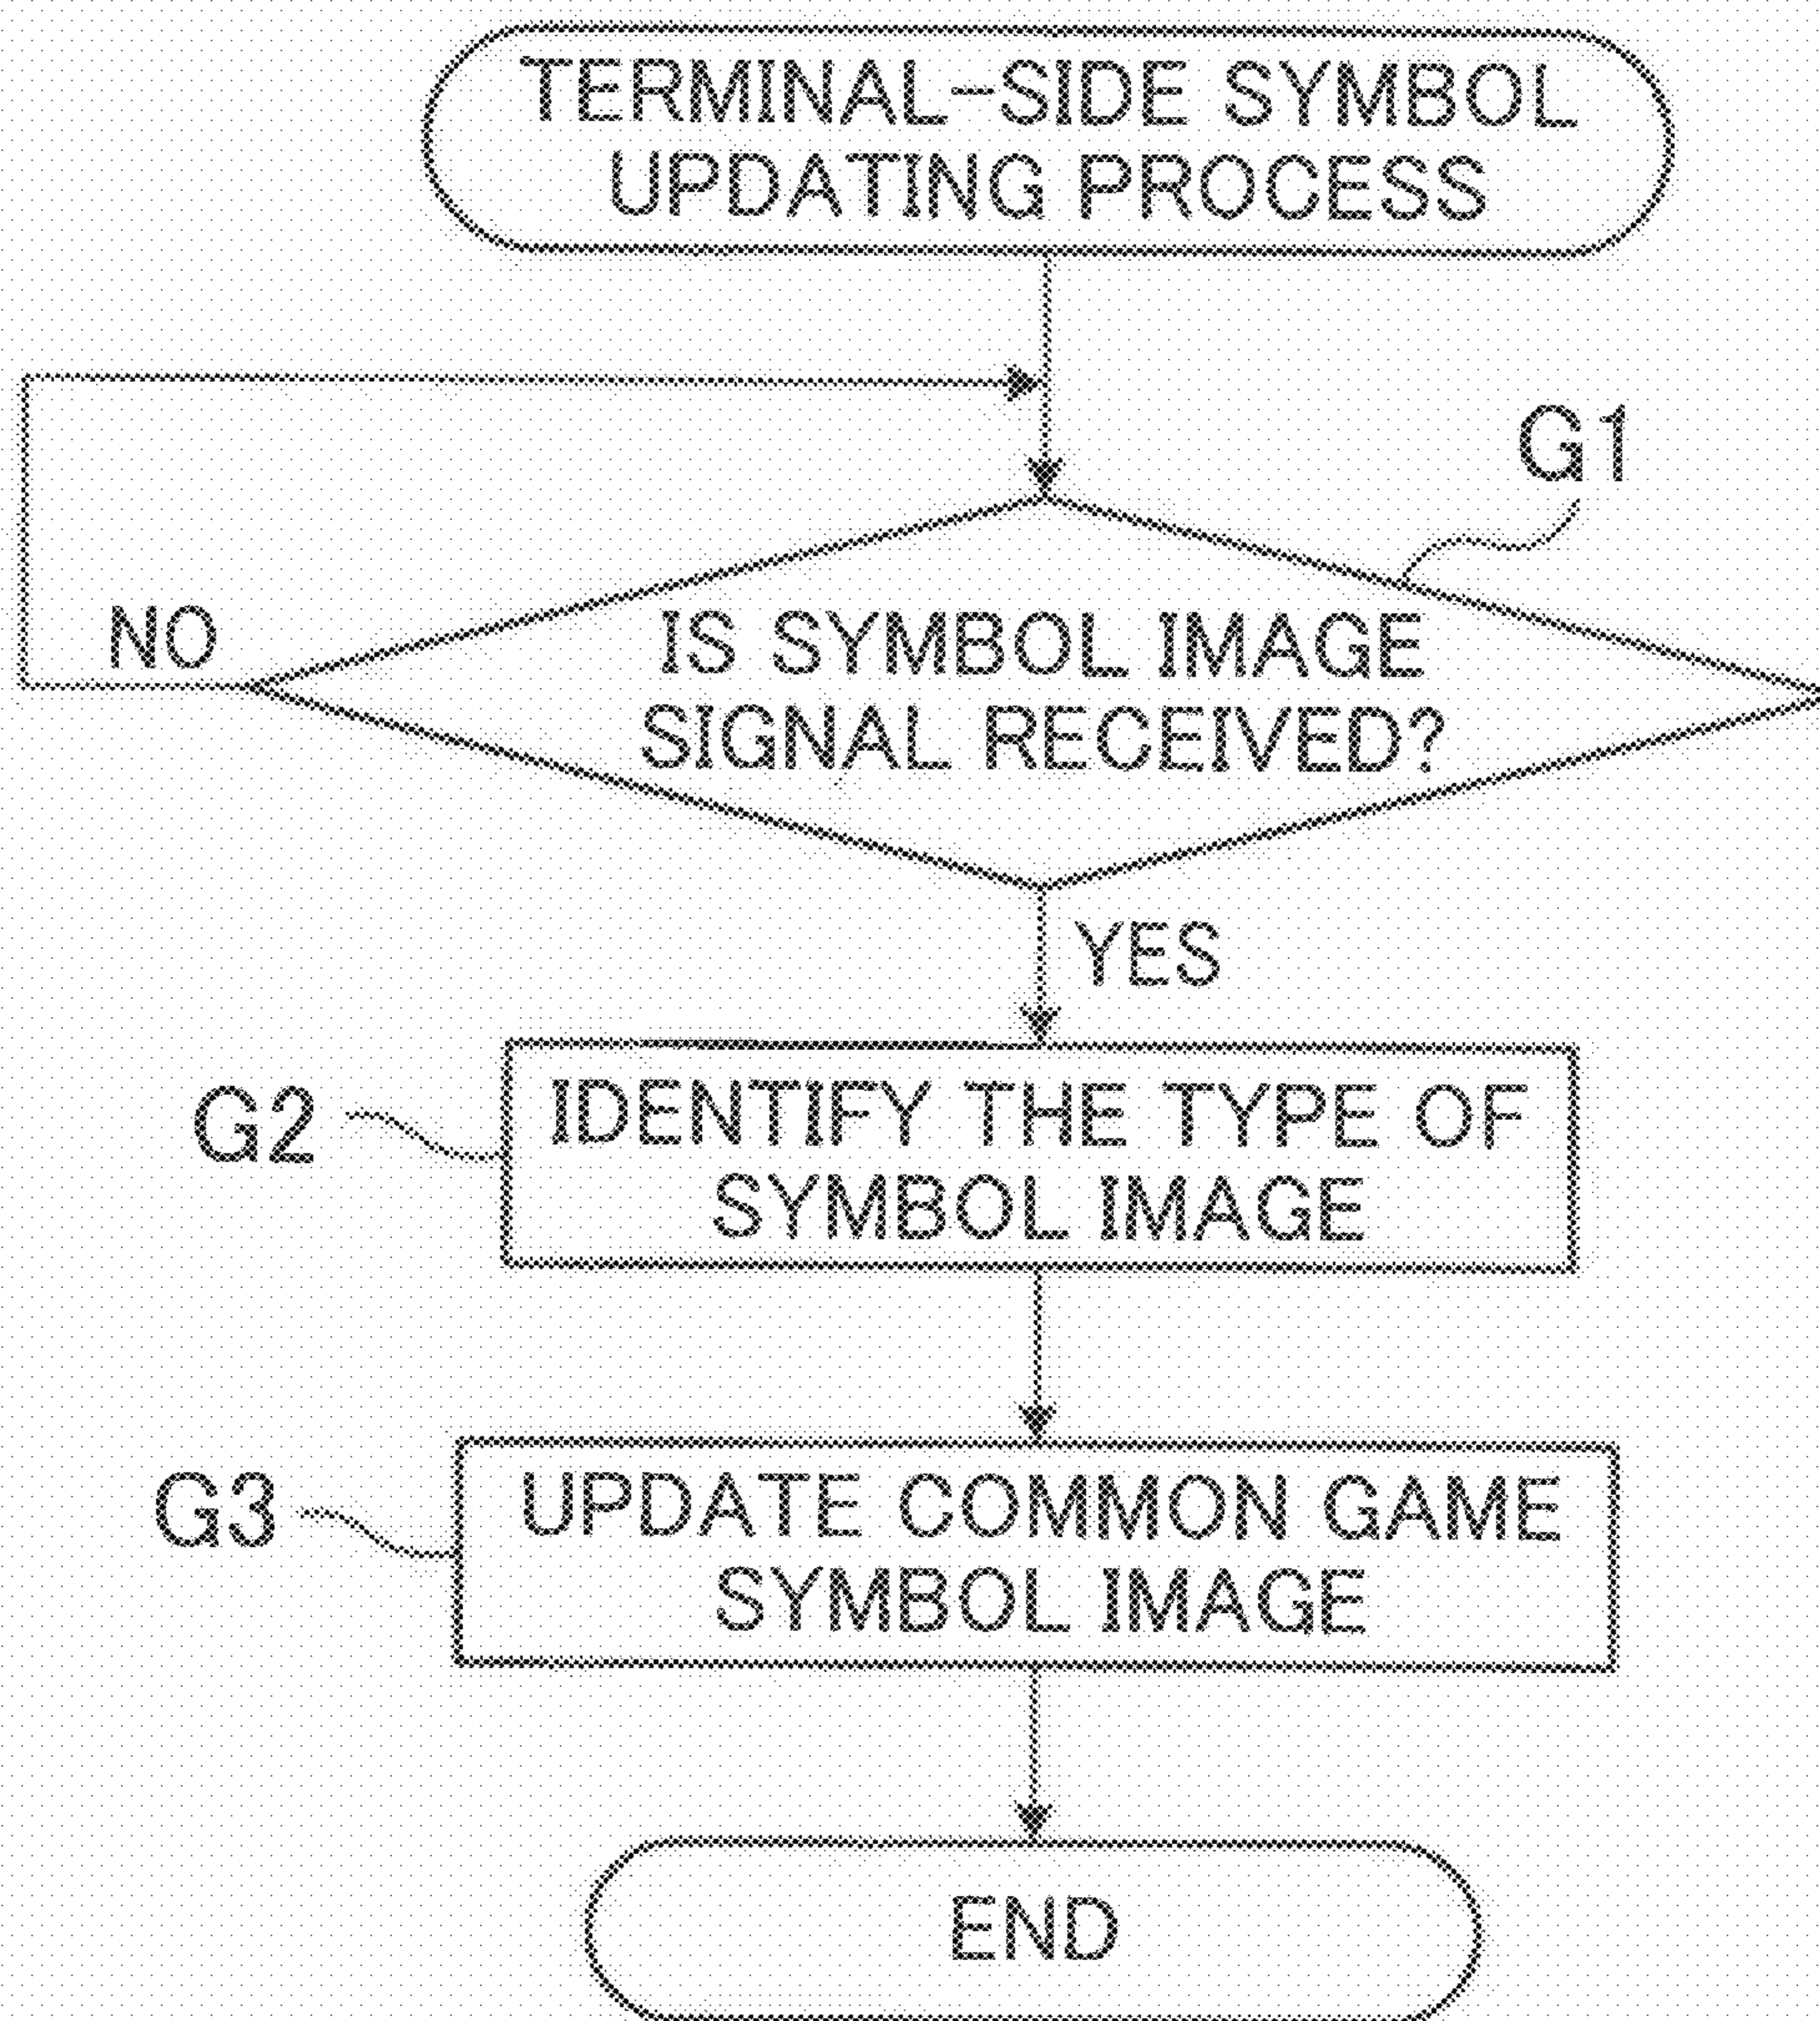 TERMINAL-SIDE SYMBOL
UPDATING PROCESS
G1
NO
IS SYMBOL IMAGE
SIGNAL RECEIVED?
YES
G2
IDENTIFY THE TYPE OF
SYMBOL IMAGE
G3
UPDATE COMMON GAME
SYMBOL IMAGE
END